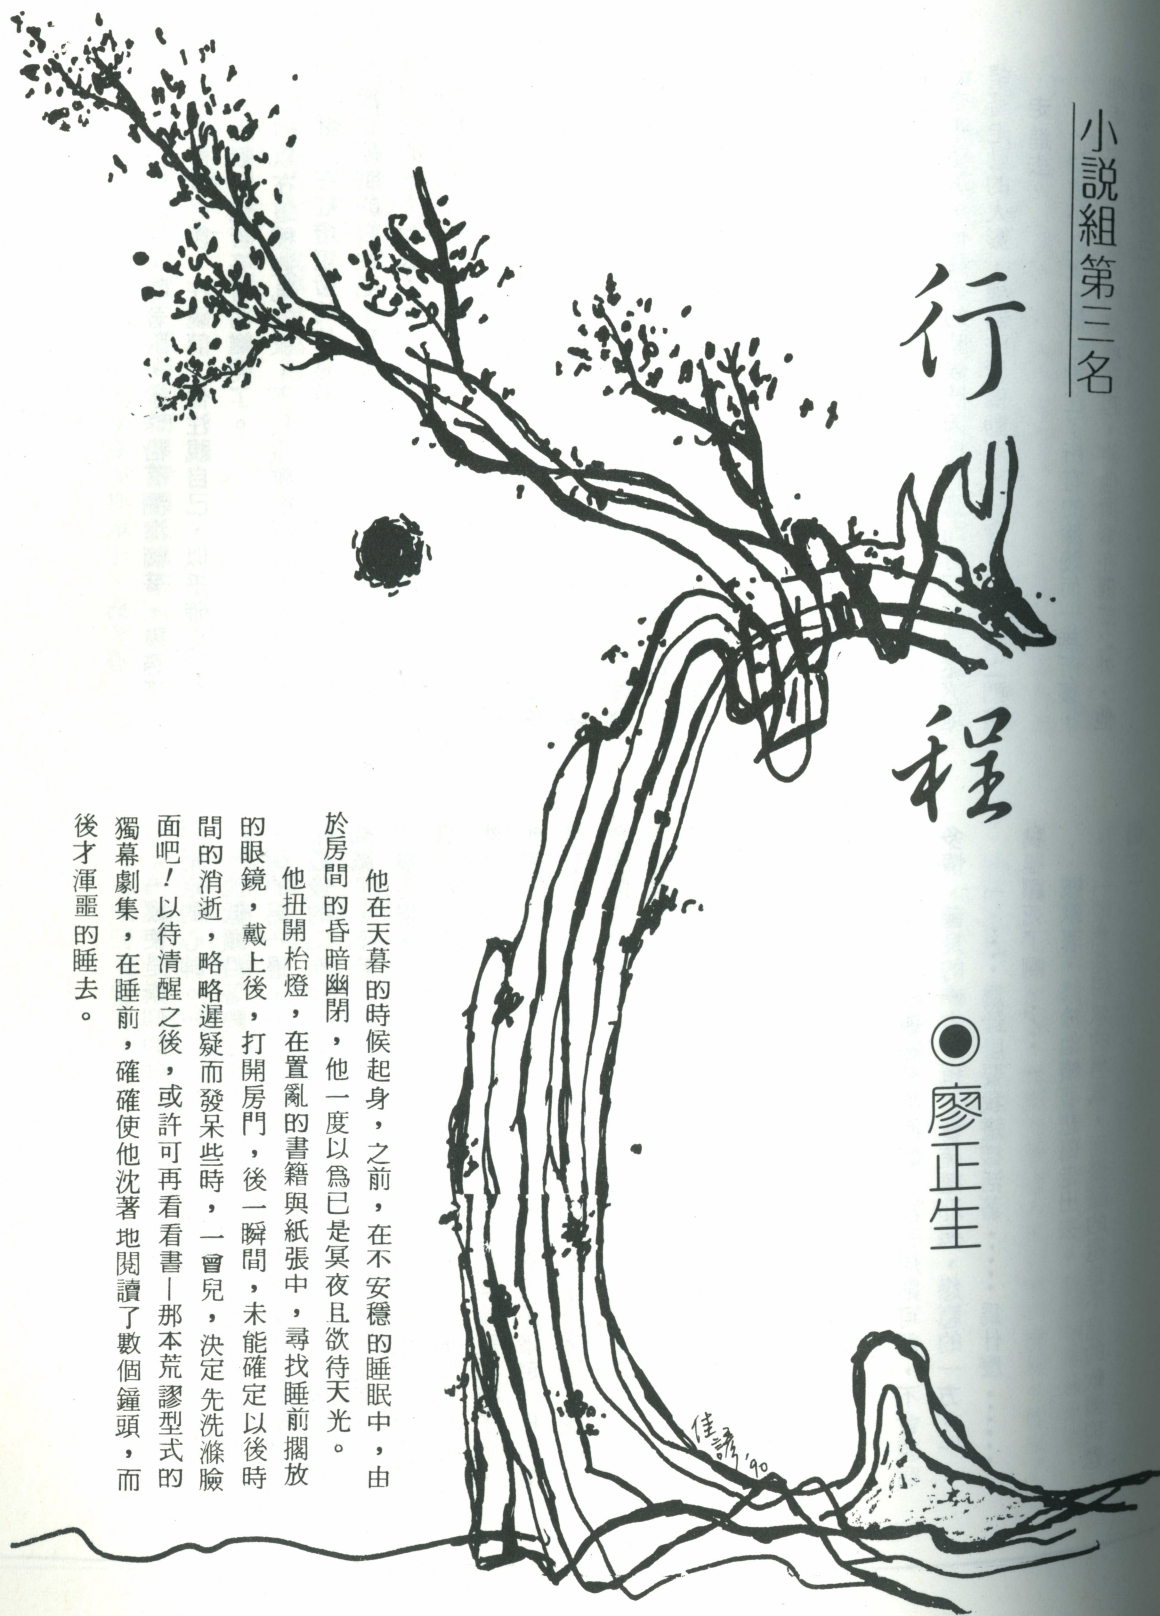 小説組第三名
行程
◉廖正生
他在天暮的時候起身，之前，在不安穩的睡眠中，由
於房間的昏暗幽閉，他一度以爲已是冥夜且欲待天光。
他扭開枱燈，在置亂的書籍與紙張中，尋找睡前擱放
的眼鏡，戴上後，打開房門，後一瞬間，未能確定以後時
間的消逝，略略遲疑而發呆些時，一曾兒，決定先洗滌臉
面吧！以待清醒之後，或許可再看看書—那本荒謬型式的
獨幕劇集，在睡前，確確使他沈著地閱讀了數個鐘頭，而
後才渾噩的睡去。
佳諺 '90